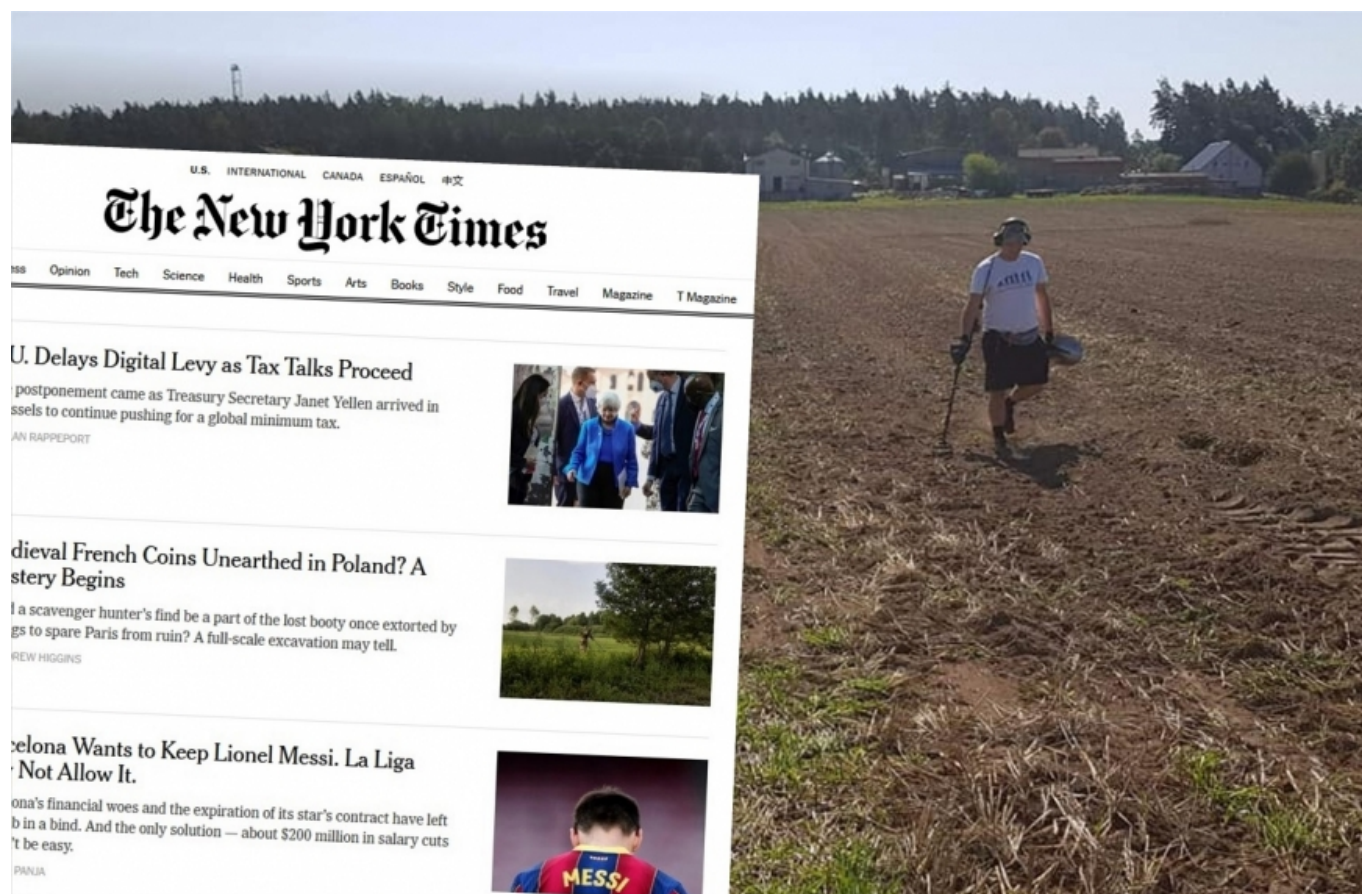 U.S. INTERNATIONAL CANADA ESPAÑOL 中文
The New York Times
ess Opinion Tech Science Health Sports Arts Books Style Food Travel Magazine T Magazine
U. Delays Digital Levy as Tax Talks Proceed
postponement came as Treasury Secretary Janet Yellen arrived in
ssels to continue pushing for a global minimum tax.
AN RAPPEPORT
dieval French Coins Unearthed in Poland? A
stery Begins
d a scavenger hunter's find be a part of the lost booty once extorted by
gs to spare Paris from ruin? A full-scale excavation may tell.
DREW HIGGINS
celona Wants to Keep Lionel Messi. La Liga
Not Allow It.
ona's financial woes and the expiration of its star's contract have left
b in a bind. And the only solution — about $200 million in salary cuts
't be easy.
PANJA
MESSI